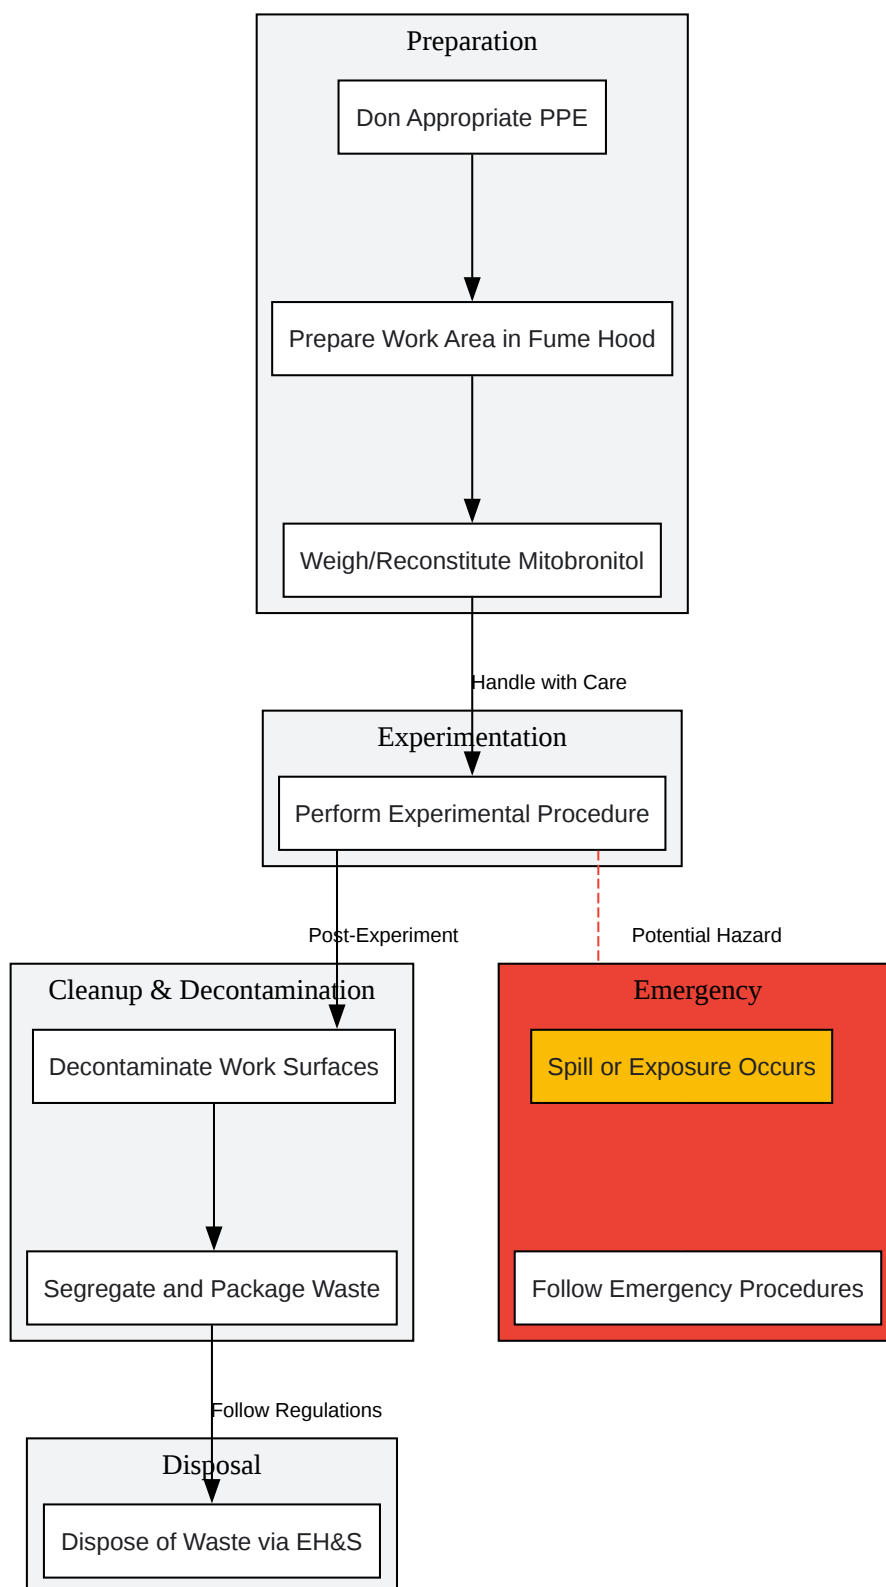 Preparation
Don Appropriate PPE
Prepare Work Area in Fume Hood
Weigh/Reconstitute Mitobronitol
Handle with Care
Experimentation
Perform Experimental Procedure
Post-Experiment
Potential Hazard
Cleanup & Decontamination
Emergency
Decontaminate Work Surfaces
Spill or Exposure Occurs
Segregate and Package Waste
Follow Emergency Procedures
Follow Regulations
Disposal
Dispose of Waste via EH&S